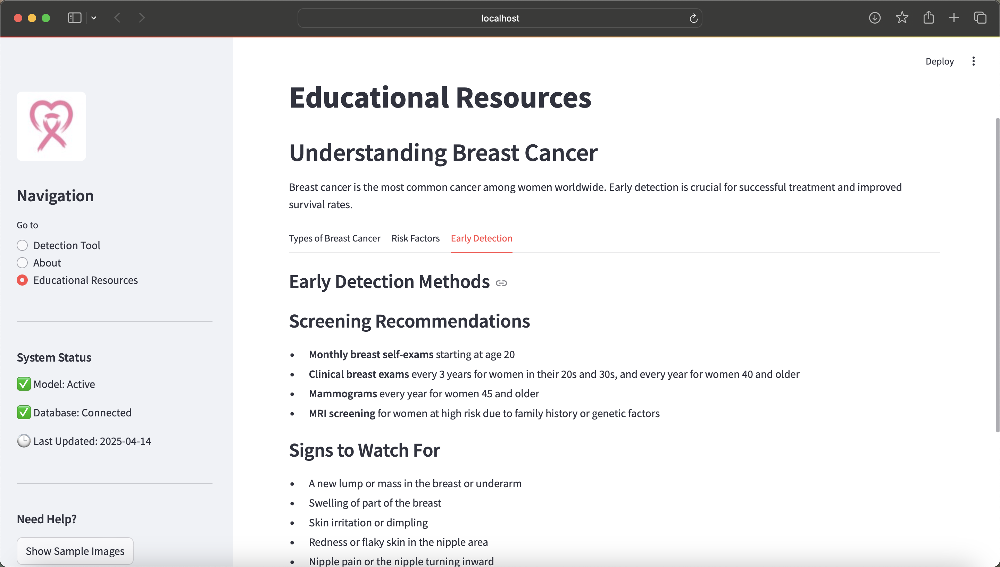 localhost
Deploy
Navigation
Go to
Detection Tool
About
Educational Resources
System Status
Model: Active
Database: Connected
Last Updated: 2025-04-14
Need Help?
Show Sample Images
Educational Resources
Understanding Breast Cancer
Breast cancer is the most common cancer among women worldwide. Early detection is crucial for successful treatment and improved
survival rates.
Types of Breast Cancer Risk Factors Early Detection
Early Detection Methods
Screening Recommendations
• Monthly breast self-exams starting at age 20
• Clinical breast exams every 3 years for women in their 20s and 30s, and every year for women 40 and older
• Mammograms every year for women 45 and older
• MRI screening for women at high risk due to family history or genetic factors
Signs to Watch For
• A new lump or mass in the breast or underarm
• Swelling of part of the breast
• Skin irritation or dimpling
• Redness or flaky skin in the nipple area
• Nipple pain or the nipple turning inward